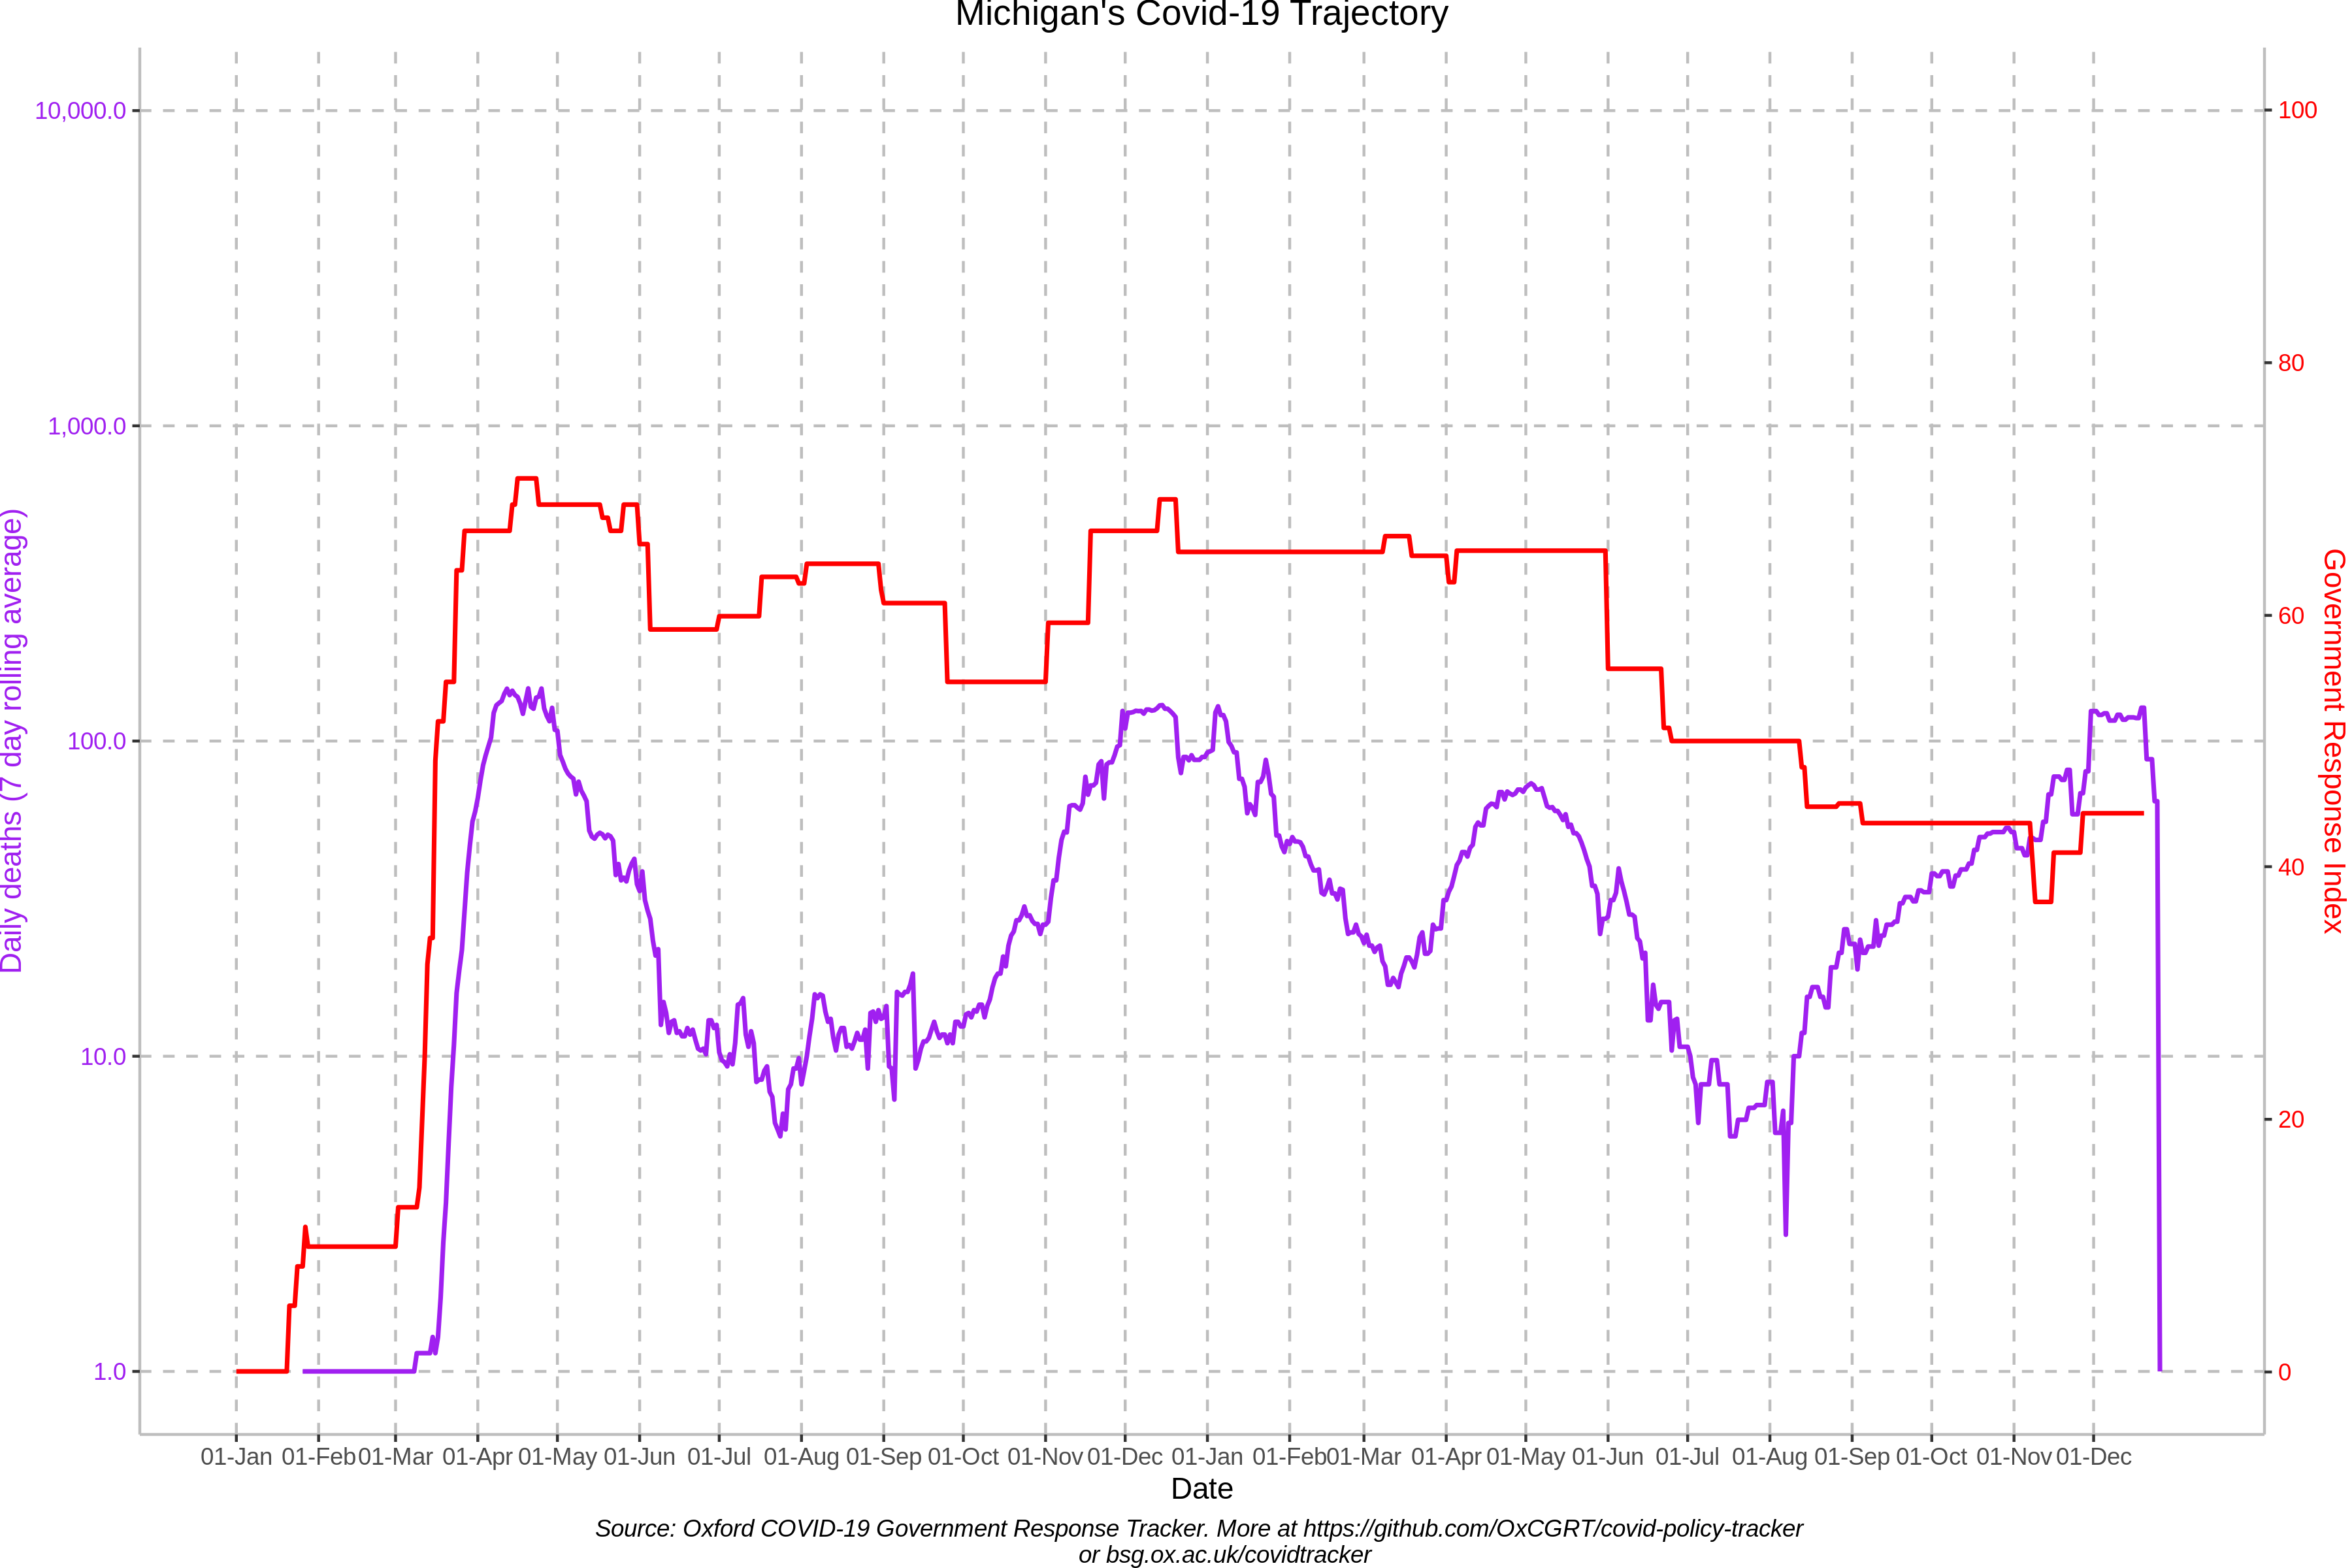 Michigan's Covid-19 Trajectory
10,000.0
1,000.0
100.0
10.0
1.0
Daily deaths (7 day rolling average)
100
80
60
40
20
0
Government Response Index
01-Jan 01-Feb 01-Mar 01-Apr 01-May 01-Jun 01-Jul 01-Aug 01-Sep 01-Oct 01-Nov 01-Dec 01-Jan 01-Feb 01-Mar 01-Apr 01-May 01-Jun 01-Jul 01-Aug 01-Sep 01-Oct 01-Nov 01-Dec
Date
Source: Oxford COVID-19 Government Response Tracker. More at https://github.com/OxCGRT/covid-policy-tracker
or bsg.ox.ac.uk/covidtracker